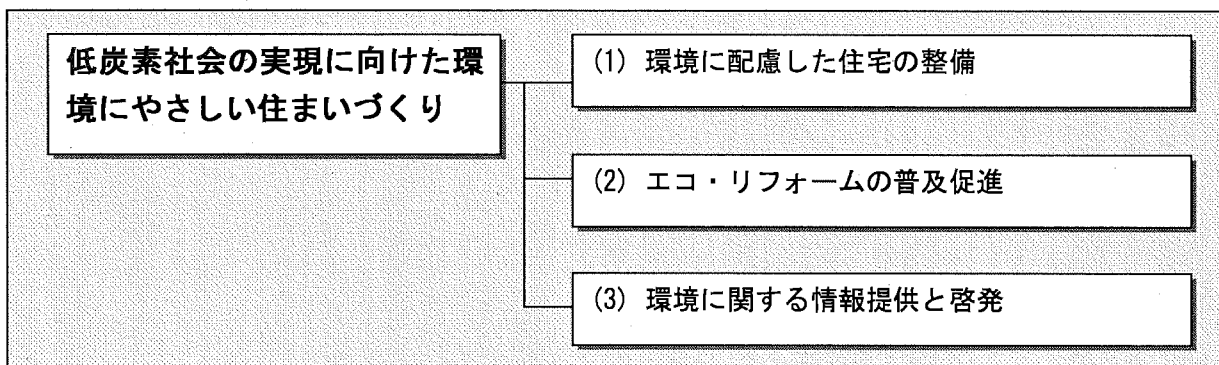 低炭素社会の実現に向けた環
境にやさしい住まいづくり
(1) 環境に配慮した住宅の整備
(2) エコ・リフォームの普及促進
(3) 環境に関する情報提供と啓発